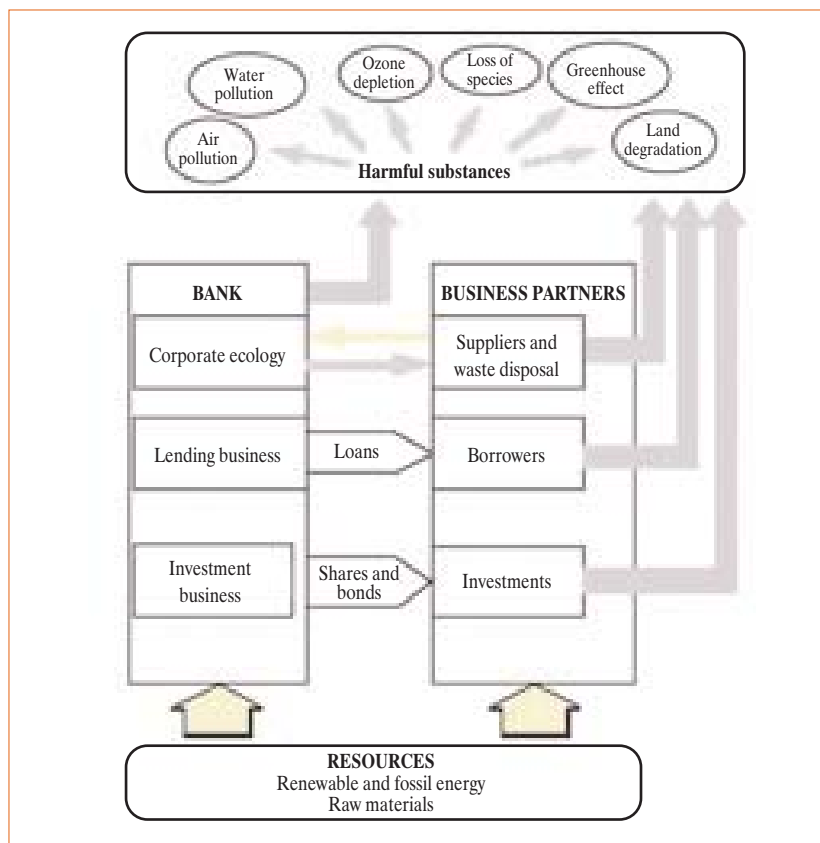 Water
pollution
Ozone
depletion
Loss of
species
Greenhouse
effect
Air
pollution
Land
degradation
Harmful substances
BANK
BUSINESS PARTNERS
Corporate ecology
Suppliers and
waste disposal
Lending business
Loans
Borrowers
Investment
business
Shares and
bonds
Investments
RESOURCES
Renewable and fossil energy
Raw materials